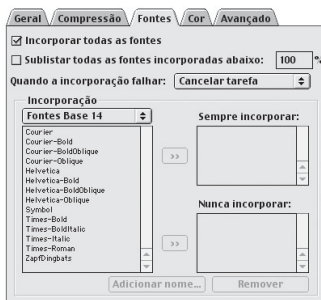 Geral Compressão Fontes Cor Avançado
Incorporar todas as fontes
Sublistar todas as fontes incorporadas abaixo: 100 %
Quando a incorporação falhar: Cancelar tarefa
Incorporação
Fontes Base 14
Sempre incorporar:
Courier
Courier-Bold
Courier-BoldOblique
Courier-Oblique
Helvetica
Helvetica-Bold
Helvetica-BoldOblique
Helvetica-Oblique
Symbol
Times-Bold
Times-BoldItalic
Times-Italic
Times-Roman
ZapfDingbats
>>
Nunca incorporar:
>>
Adicionar nome... Remover